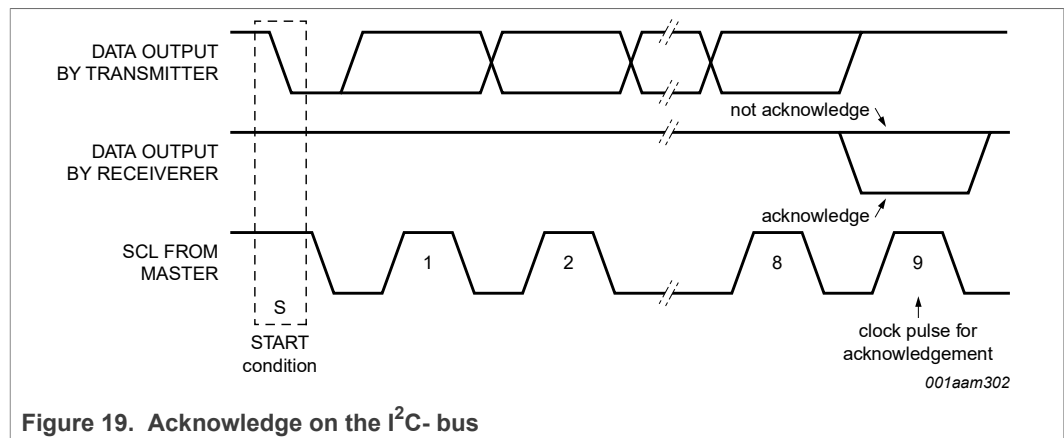 DATA OUTPUT
BY TRANSMITTER
not acknowledge
DATA OUTPUT
BY RECEIVERER
acknowledge
SCL FROM
MASTER
1
2
8
9
S
START
condition
clock pulse for
acknowledgement
001aam302
Figure 19. Acknowledge on the I²C- bus